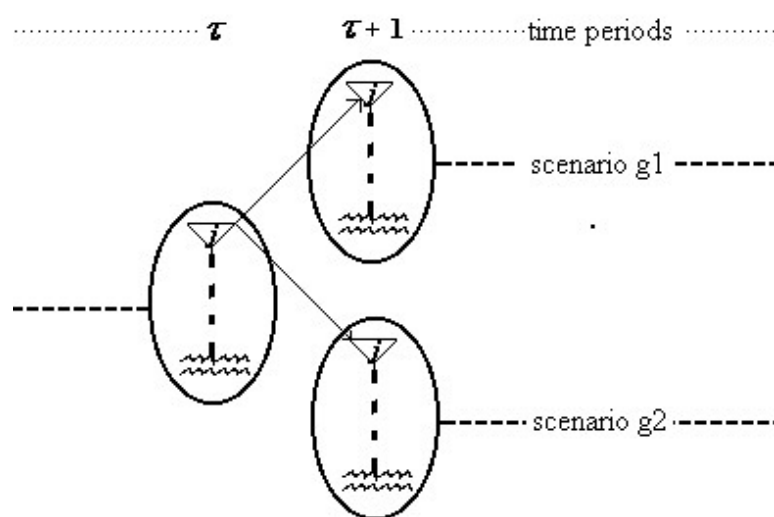 τ τ + 1 time periods
j
scenario g1
j
j
scenario g2